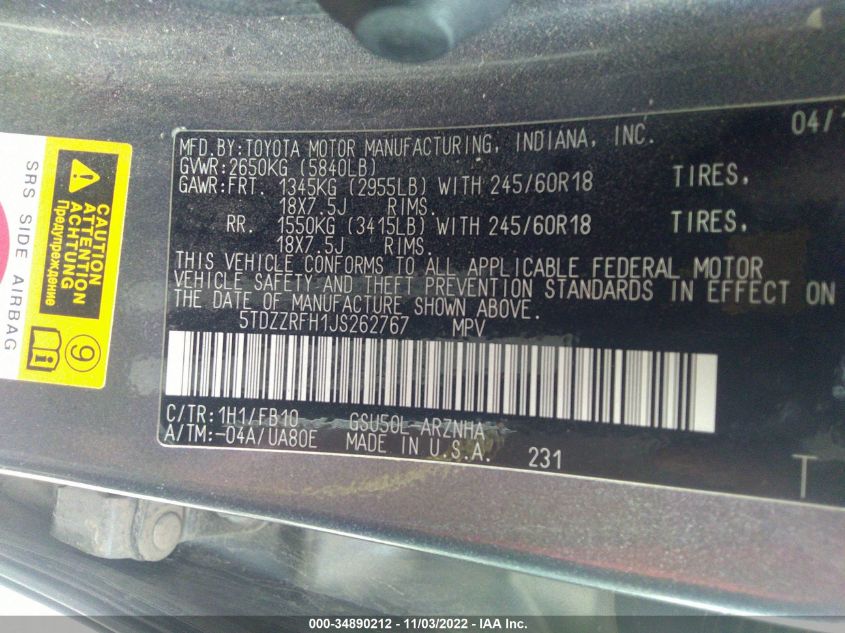 MFD.BY:TOYOTA MOTOR MANUFACTURING, INDIANA, INC. 04/1
GVWR:2650KG (5840LB)
GAWR:FRT. 1345KG (2955LB) WITH 245/60R18 TIRES,
18X7.5J RIMS.
RR. 1550KG (3415LB) WITH 245/60R18 TIRES,
18X7.5J RIMS.
THIS VEHICLE CONFORMS TO ALL APPLICABLE FEDERAL MOTOR
VEHICLE SAFETY AND THEFT PREVENTION STANDARDS IN EFFECT ON
THE DATE OF MANUFACTURE SHOWN ABOVE.
5TDZZRFH1JS262767 MPV
C/TR:1H1/FB10 GSU50L-ARZNHA
A/TM:-04A/UA80E MADE IN U.S.A. 231
T
CAUTION
ATTENTION
ACHTUNG
Предупреждение
9
SRS SIDE AIRBAG
000-34890212 - 11/03/2022 - IAA Inc.